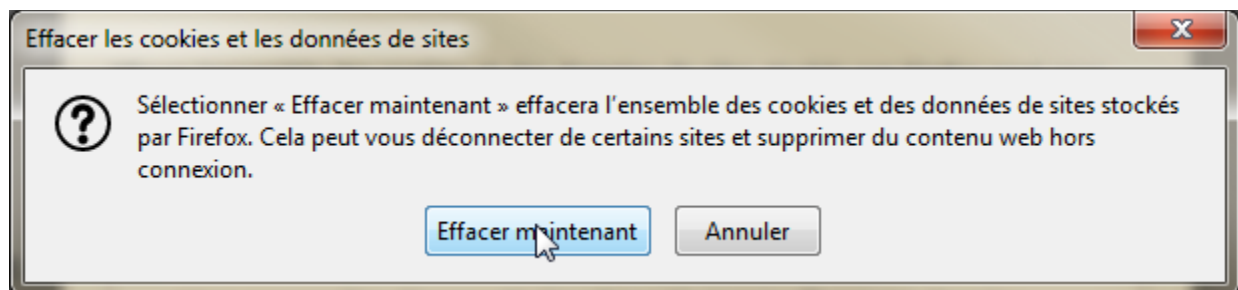 Effacer les cookies et les données de sites
Sélectionner « Effacer maintenant » effacera l'ensemble des cookies et des données de sites stockés
par Firefox. Cela peut vous déconnecter de certains sites et supprimer du contenu web hors
connexion.
Effacer maintenant
Annuler